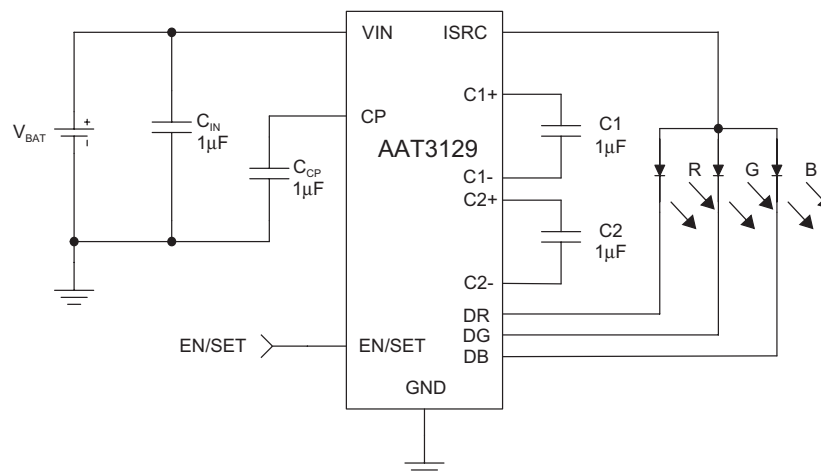 VIN
ISRC
C1+
CP
V_BAT
+
C_IN
1µF
C1
1µF
AAT3129
C_CP
1µF
C1-
R
G
B
C2+
C2
1µF
C2-
DR
EN/SET
EN/SET
DG
DB
GND